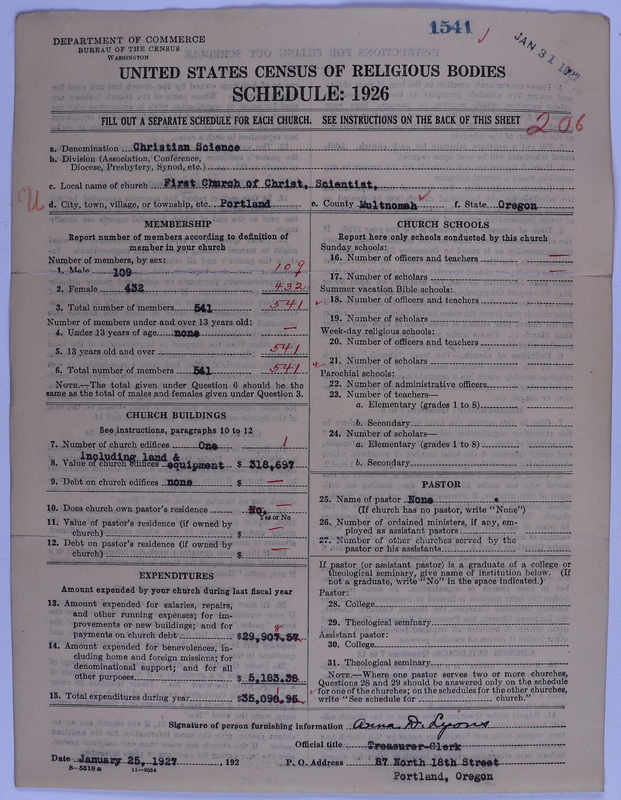 1541
JAN 31 1927
DEPARTMENT OF COMMERCE
BUREAU OF THE CENSUS
WASHINGTON
UNITED STATES CENSUS OF RELIGIOUS BODIES
SCHEDULE: 1926
FILL OUT A SEPARATE SCHEDULE FOR EACH CHURCH. SEE INSTRUCTIONS ON THE BACK OF THIS SHEET
206
a. Denomination Christian Science
b. Division (Association, Conference,
Diocese, Presbytery, Synod, etc.)
c. Local name of church First Church of Christ, Scientist,
d. City, town, village, or township, etc. Portland e. County Multnomah f. State Oregon
MEMBERSHIP
Report number of members according to definition of
member in your church
Number of members, by sex:
1. Male 109 109
2. Female 432 432
3. Total number of members 541 541
Number of members under and over 13 years old:
4. Under 13 years of age none —
5. 13 years old and over 541
6. Total number of members 541 541
NOTE.—The total given under Question 6 should be the
same as the total of males and females given under Question 3.
CHURCH BUILDINGS
See instructions, paragraphs 10 to 12
7. Number of church edifices One 1
Including land &
8. Value of church edifices equipment $ 318,697
9. Debt on church edifices none $ —
10. Does church own pastor's residence No.
Yes or No
11. Value of pastor's residence (if owned by
church) $ —
12. Debt on pastor's residence (if owned by
church) $ —
EXPENDITURES
Amount expended by your church during last fiscal year
13. Amount expended for salaries, repairs,
and other running expenses; for im-
provements or new buildings; and for
payments on church debt $29,907.57
8
14. Amount expended for benevolences, in-
cluding home and foreign missions; for
denominational support; and for all
other purposes $ 5,183.38
15. Total expenditures during year $35,090.95
CHURCH SCHOOLS
Report here only schools conducted by this church
Sunday schools:
16. Number of officers and teachers —
17. Number of scholars —
Summer vacation Bible schools:
18. Number of officers and teachers
19. Number of scholars
Week-day religious schools:
20. Number of officers and teachers
21. Number of scholars
Parochial schools:
22. Number of administrative officers
23. Number of teachers—
a. Elementary (grades 1 to 8)
b. Secondary
24. Number of scholars—
a. Elementary (grades 1 to 8)
b. Secondary
PASTOR
25. Name of pastor None
(If church has no pastor, write "None")
26. Number of ordained ministers, if any, em-
ployed as assistant pastors
27. Number of other churches served by the
pastor or his assistants
If pastor (or assistant pastor) is a graduate of a college or
theological seminary, give name of institution below. (If
not a graduate, write "No" in the space indicated.)
Pastor:
28. College
29. Theological seminary
Assistant pastor:
30. College
31. Theological seminary
NOTE.—Where one pastor serves two or more churches,
Questions 28 and 29 should be answered only on the schedule
for one of the churches; on the schedules for the other churches,
write "See schedule for church."
Signature of person furnishing information Anna D. Lyons
Official title Treasurer-Clerk
Date January 25, 1927 , 192 P. O. Address 87 North 18th Street
8—5518 a 11—9054 Portland, Oregon